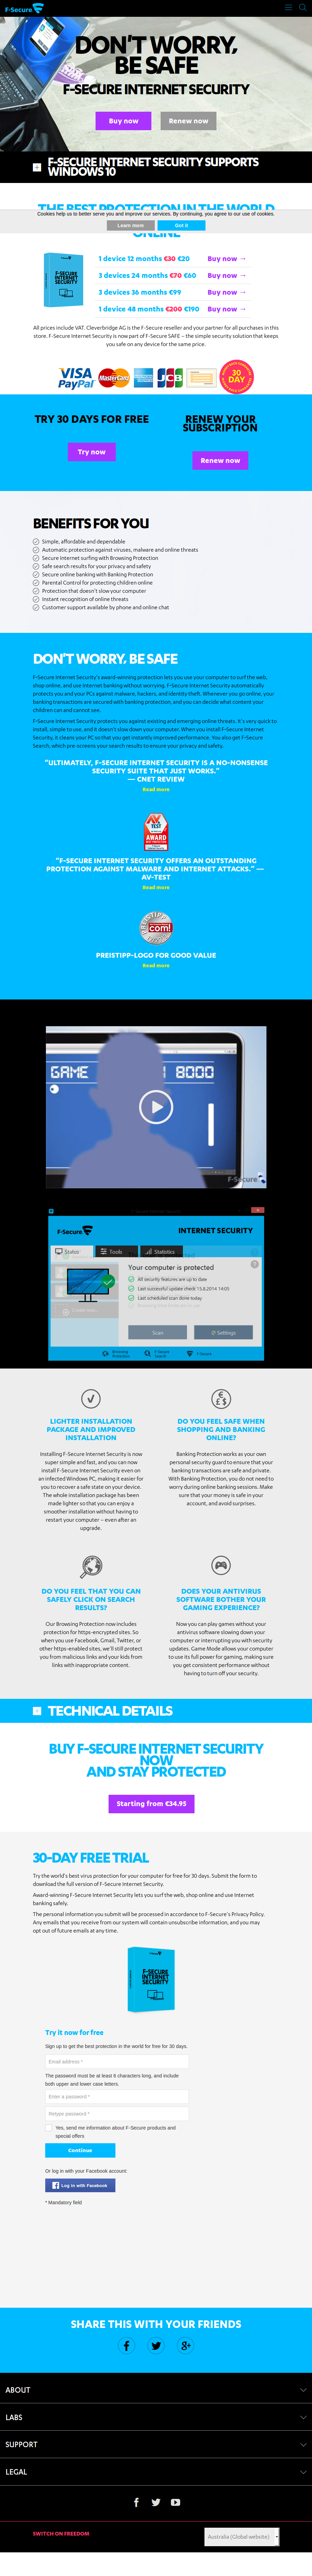 F-Secure
DON'T WORRY,
BE SAFE
F-SECURE INTERNET SECURITY
Buy now
Renew now
F-SECURE INTERNET SECURITY SUPPORTS
WINDOWS 10
THE BEST PROTECTION IN THE WORLD
Cookies help us to better serve you and improve our services. By continuing, you agree to our use of cookies.
Learn more
Got it
ONLINE
F-SECURE
INTERNET
SECURITY
1 device 12 months €30 €20
Buy now →
3 devices 24 months €70 €60
Buy now →
3 devices 36 months €99
Buy now →
1 device 48 months €200 €190
Buy now →
All prices include VAT. Cleverbridge AG is the F-Secure reseller and your partner for all purchases in this
store. F-Secure Internet Security is now part of F-Secure SAFE – the simple solution that keeps
you safe on any device for the same price.
VISA
PayPal
MasterCard
AMERICAN EXPRESS
JCB
30
DAY
TRY 30 DAYS FOR FREE
Try now
RENEW YOUR
SUBSCRIPTION
Renew now
BENEFITS FOR YOU
Simple, affordable and dependable
Automatic protection against viruses, malware and online threats
Secure Internet surfing with Browsing Protection
Safe search results for your privacy and safety
Secure online banking with Banking Protection
Parental Control for protecting children online
Protection that doesn't slow your computer
Instant recognition of online threats
Customer support available by phone and online chat
DON'T WORRY. BE SAFE
F-Secure Internet Security's award-winning protection lets you use your computer to surf the web,
shop online, and use Internet banking without worrying. F-Secure Internet Security automatically
protects you and your PCs against malware, hackers, and identity theft. Whenever you go online, your
banking transactions are secured with banking protection, and you can decide what content your
children can and cannot see.
F-Secure Internet Security protects you against existing and emerging online threats. It's very quick to
install, simple to use, and it doesn't slow down your computer. When you install F-Secure Internet
Security, it cleans your PC so that you get instantly improved performance. You also get F-Secure
Search, which pre-screens your search results to ensure your privacy and safety.
"ULTIMATELY, F-SECURE INTERNET SECURITY IS A NO-NONSENSE
SECURITY SUITE THAT JUST WORKS."
— CNET REVIEW
Read more
AV
TEST
AWARD
BEST
PROTECTION
"F-SECURE INTERNET SECURITY OFFERS AN OUTSTANDING
PROTECTION AGAINST MALWARE AND INTERNET ATTACKS." —
AV-TEST
Read more
com!
PREISTIPP-LOGO FOR GOOD VALUE
Read more
GAME
8000
F-Secure
F-Secure
INTERNET SECURITY
Status
Tools
Statistics
Your computer is protected
All security features are up to date
Last successful update check 15.8.2014 14:05
Last scheduled scan done today
Scan
Settings
Browsing
Protection
F-Secure
Search
F-Secure
LIGHTER INSTALLATION
PACKAGE AND IMPROVED
INSTALLATION
Installing F-Secure Internet Security is now
super simple and fast, and you can now
install F-Secure Internet Security even on
an infected Windows PC, making it easier for
you to recover a safe state on your device.
The whole installation package has been
made lighter so that you can enjoy a
smoother installation without having to
restart your computer – even after an
upgrade.
DO YOU FEEL SAFE WHEN
SHOPPING AND BANKING
ONLINE?
Banking Protection works as your own
personal security guard to ensure that your
banking transactions are safe and private.
With Banking Protection, you do not need to
worry during online banking sessions. Make
sure that your money is safe in your
account, and avoid surprises.
DO YOU FEEL THAT YOU CAN
SAFELY CLICK ON SEARCH
RESULTS?
Our Browsing Protection now includes
protection for https-encrypted sites. So
when you use Facebook, Gmail, Twitter, or
other https-enabled sites, we'll still protect
you from malicious links and your kids from
links with inappropriate content.
DOES YOUR ANTIVIRUS
SOFTWARE BOTHER YOUR
GAMING EXPERIENCE?
Now you can play games without your
antivirus software slowing down your
computer or interrupting you with security
updates. Game Mode allows your computer
to use its full power for gaming, making sure
you get consistent performance without
having to turn off your security.
TECHNICAL DETAILS
BUY F-SECURE INTERNET SECURITY
NOW
AND STAY PROTECTED
Starting from €34.95
30-DAY FREE TRIAL
Try the world's best virus protection for your computer for free for 30 days. Submit the form to
download the full version of F-Secure Internet Security.
Award-winning F-Secure Internet Security lets you surf the web, shop online and use Internet
banking safely.
The personal information you submit will be processed in accordance to F-Secure's Privacy Policy.
Any emails that you receive from our system will contain unsubscribe information, and you may
opt out of future emails at any time.
F-SECURE
INTERNET
SECURITY
Try it now for free
Sign up to get the best protection in the world for free for 30 days.
Email address *
The password must be at least 6 characters long, and include
both upper and lower case letters.
Enter a password *
Retype password *
Yes, send me information about F-Secure products and
special offers
Continue
Or log in with your Facebook account:
Log in with Facebook
* Mandatory field
SHARE THIS WITH YOUR FRIENDS
ABOUT
LABS
SUPPORT
LEGAL
SWITCH ON FREEDOM
Australia (Global website)